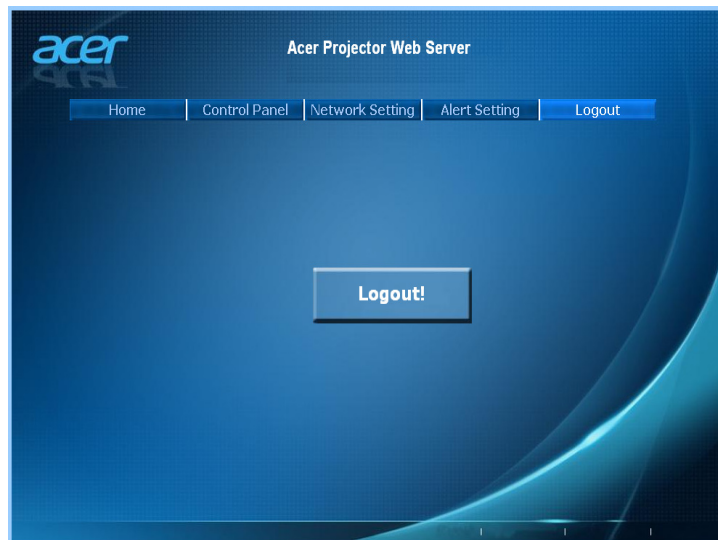 acer
Acer Projector Web Server
Home Control Panel Network Setting Alert Setting Logout
Logout!